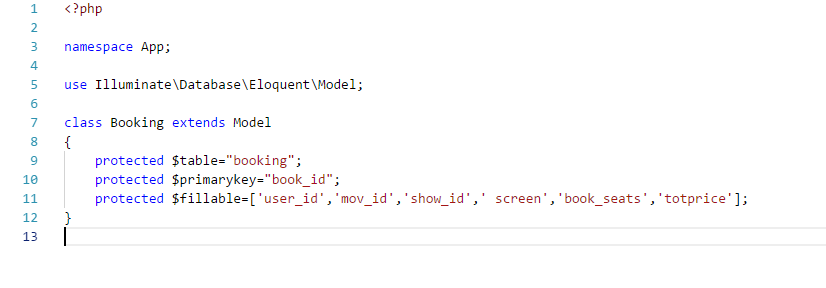 1 <?php
2
3 namespace App;
4
5 use Illuminate\Database\Eloquent\Model;
6
7 class Booking extends Model
8 {
9 protected $table="booking";
10 protected $primarykey="book_id";
11 protected $fillable=['user_id','mov_id','show_id',' screen','book_seats','totprice'];
12 }
13